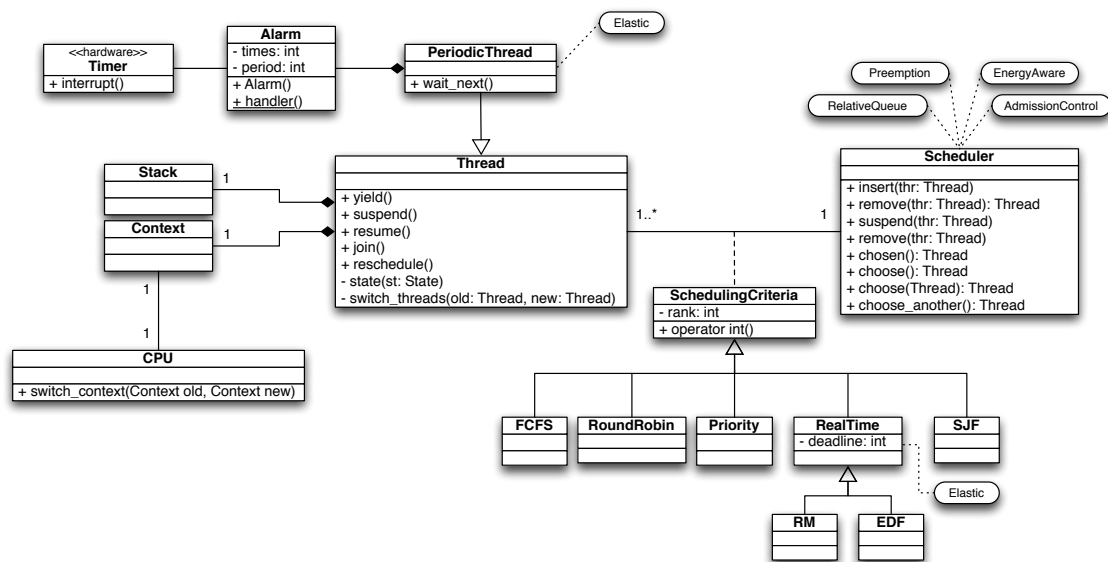 <<hardware>>
Timer
+ interrupt()
Alarm
- times: int
- period: int
+ Alarm()
+ handler()
PeriodicThread
+ wait_next()
Elastic
Preemption
EnergyAware
RelativeQueue
AdmissionControl
Stack
1
Context
1
Thread
+ yield()
+ suspend()
+ resume()
+ join()
+ reschedule()
- state(st: State)
- switch_threads(old: Thread, new: Thread)
1..*
1
Scheduler
+ insert(thr: Thread)
+ remove(thr: Thread): Thread
+ suspend(thr: Thread)
+ remove(thr: Thread)
+ chosen(): Thread
+ choose(): Thread
+ choose(Thread): Thread
+ choose_another(): Thread
1
1
CPU
+ switch_context(Context old, Context new)
SchedulingCriteria
- rank: int
+ operator int()
FCFS
RoundRobin
Priority
RealTime
- deadline: int
SJF
Elastic
RM
EDF